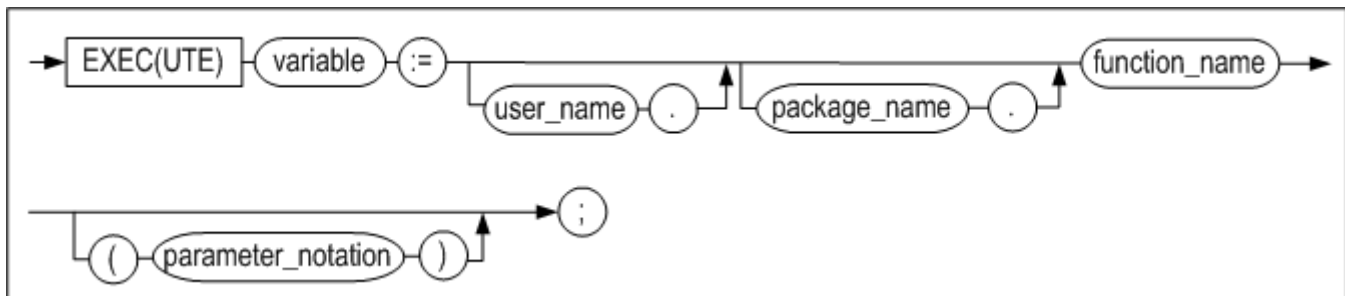 EXEC(UTE) variable := user_name . package_name . function_name
( parameter_notation ) ;